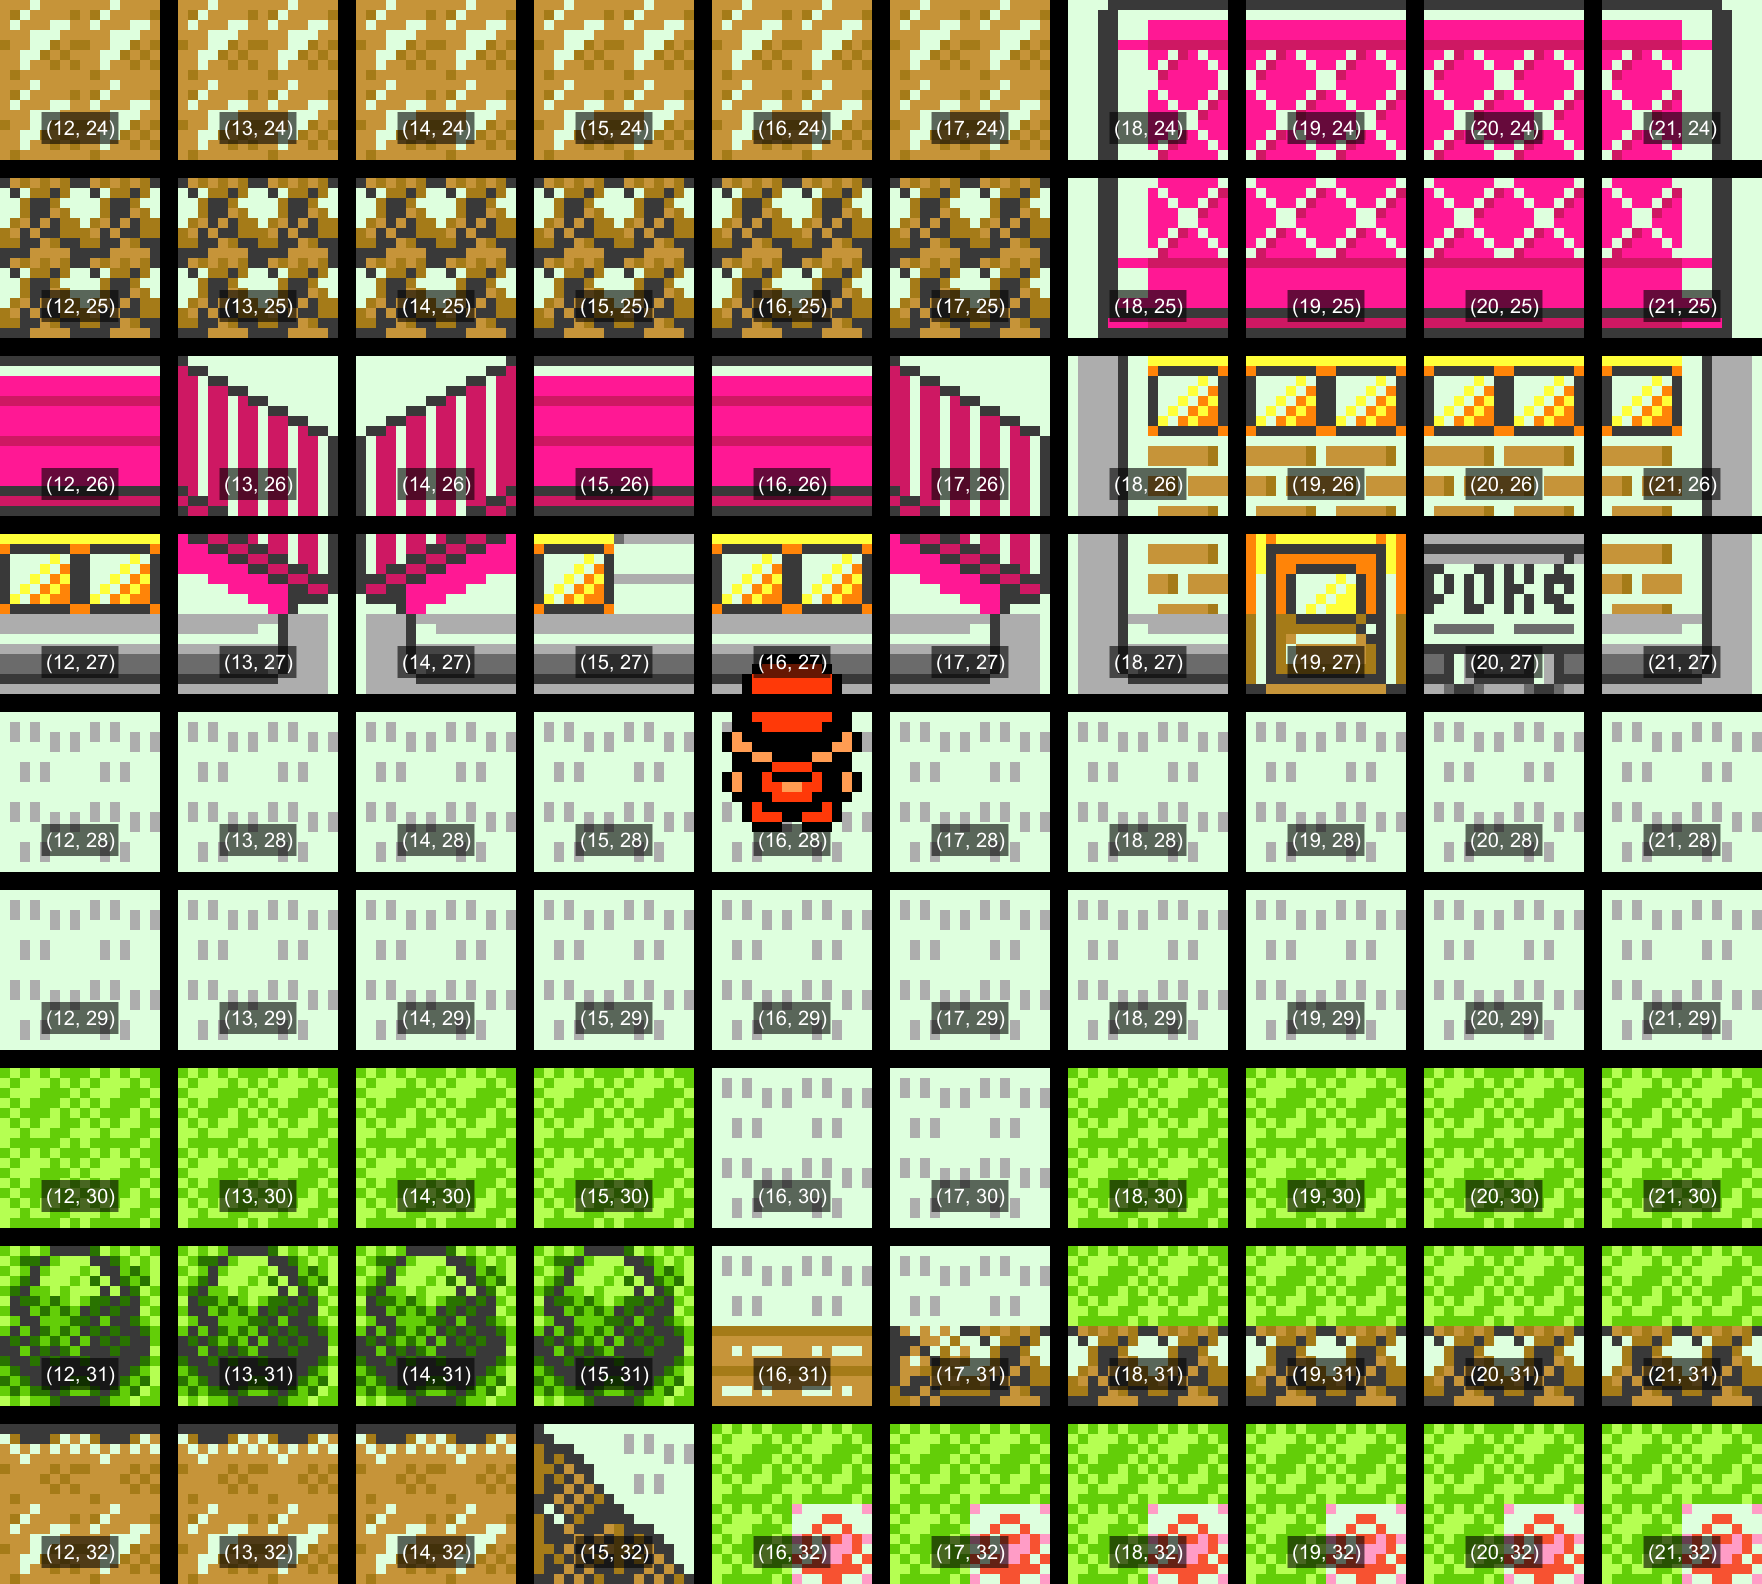 (12, 24) (13, 24) (14, 24) (15, 24) (16, 24) (17, 24) (18, 24) (19, 24) (20, 24) (21, 24)
(12, 25) (13, 25) (14, 25) (15, 25) (16, 25) (17, 25) (18, 25) (19, 25) (20, 25) (21, 25)
(12, 26) (13, 26) (14, 26) (15, 26) (16, 26) (17, 26) (18, 26) (19, 26) (20, 26) (21, 26)
POKé
(12, 27) (13, 27) (14, 27) (15, 27) (16, 27) (17, 27) (18, 27) (19, 27) (20, 27) (21, 27)
(12, 28) (13, 28) (14, 28) (15, 28) (16, 28) (17, 28) (18, 28) (19, 28) (20, 28) (21, 28)
(12, 29) (13, 29) (14, 29) (15, 29) (16, 29) (17, 29) (18, 29) (19, 29) (20, 29) (21, 29)
(12, 30) (13, 30) (14, 30) (15, 30) (16, 30) (17, 30) (18, 30) (19, 30) (20, 30) (21, 30)
(12, 31) (13, 31) (14, 31) (15, 31) (16, 31) (17, 31) (18, 31) (19, 31) (20, 31) (21, 31)
(12, 32) (13, 32) (14, 32) (15, 32) (16, 32) (17, 32) (18, 32) (19, 32) (20, 32) (21, 32)